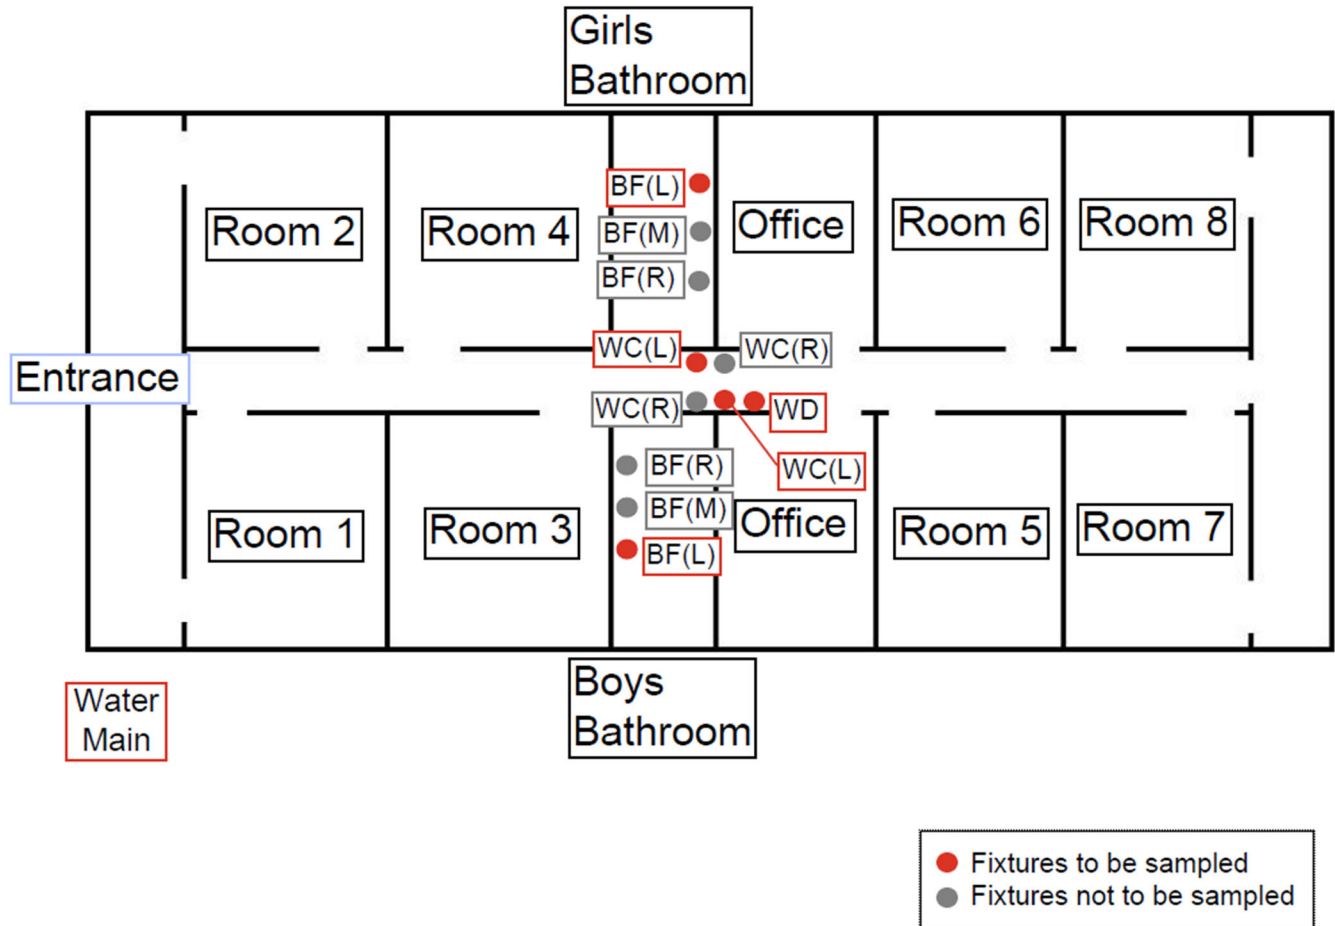 Girls
Bathroom
BF(L)
Room 2
Room 4
BF(M)
Office
Room 6
Room 8
BF(R)
WC(L)
WC(R)
Entrance
WC(R)
WD
BF(R)
WC(L)
Room 1
Room 3
BF(M)
Office
Room 5
Room 7
BF(L)
Water
Main
Boys
Bathroom
Fixtures to be sampled
Fixtures not to be sampled